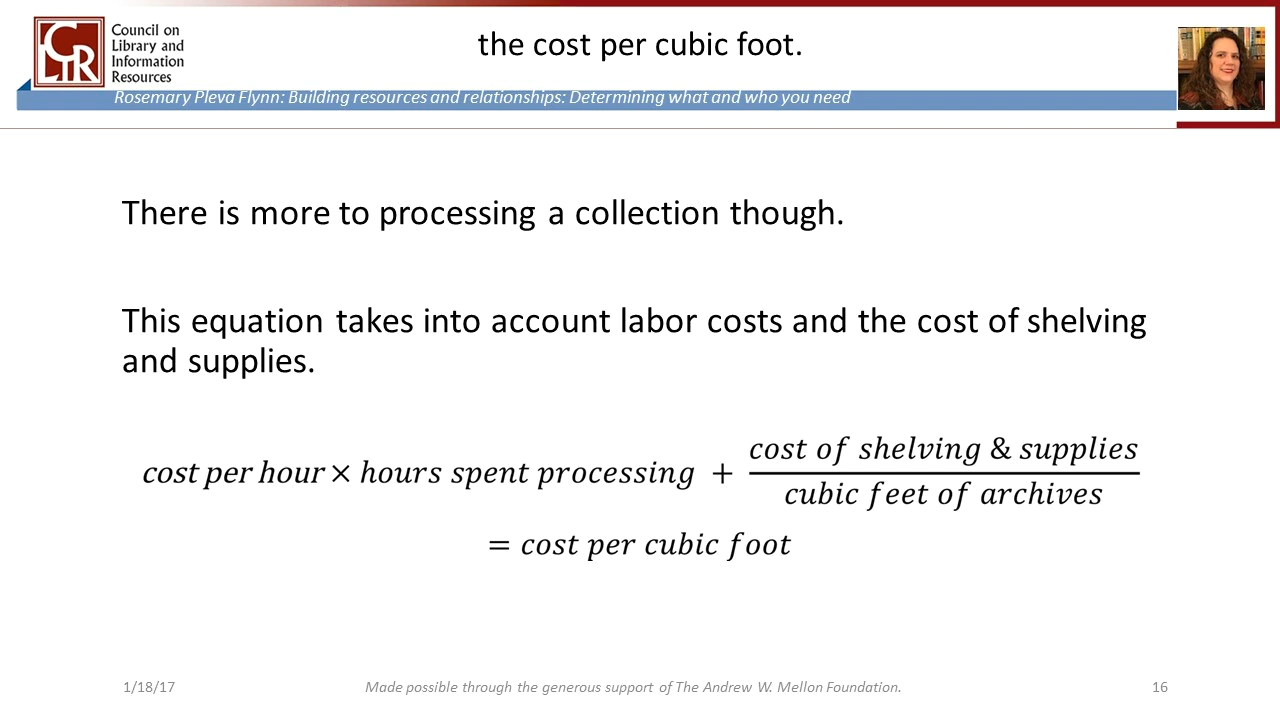 CLIR
Council on
Library and
Information
Resources
the cost per cubic foot.
Rosemary Pleva Flynn: Building resources and relationships: Determining what and who you need
There is more to processing a collection though.
This equation takes into account labor costs and the cost of shelving
and supplies.
cost per hour × hours spent processing + cost of shelving & supplies
cubic feet of archives
= cost per cubic foot
1/18/17 Made possible through the generous support of The Andrew W. Mellon Foundation. 16